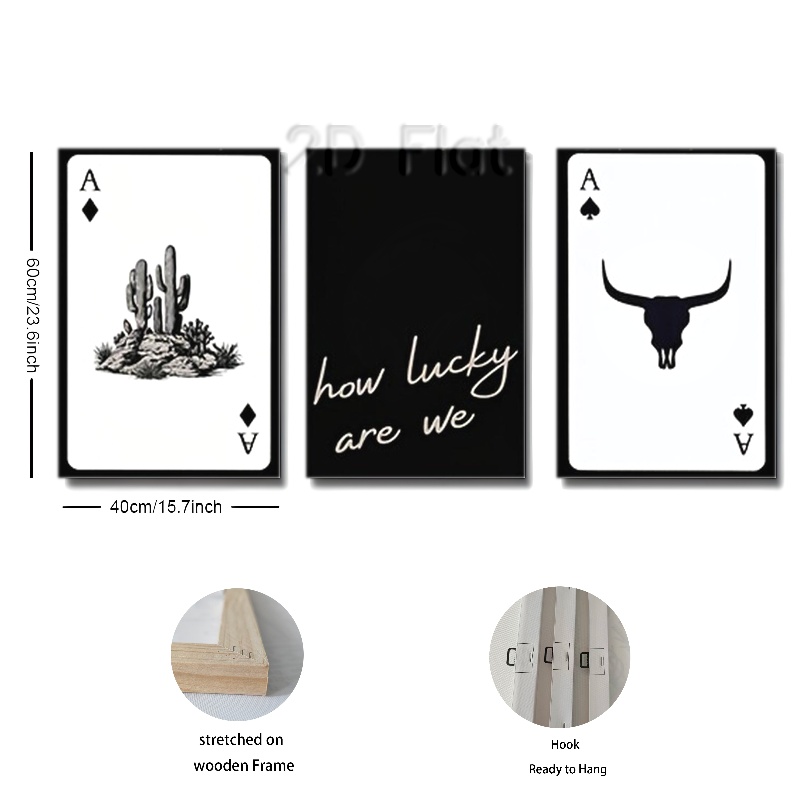 2D Flat
A
A
60cm/23.6inch
how lucky
are we
A
A
40cm/15.7inch
stretched on
wooden Frame
Hook
Ready to Hang